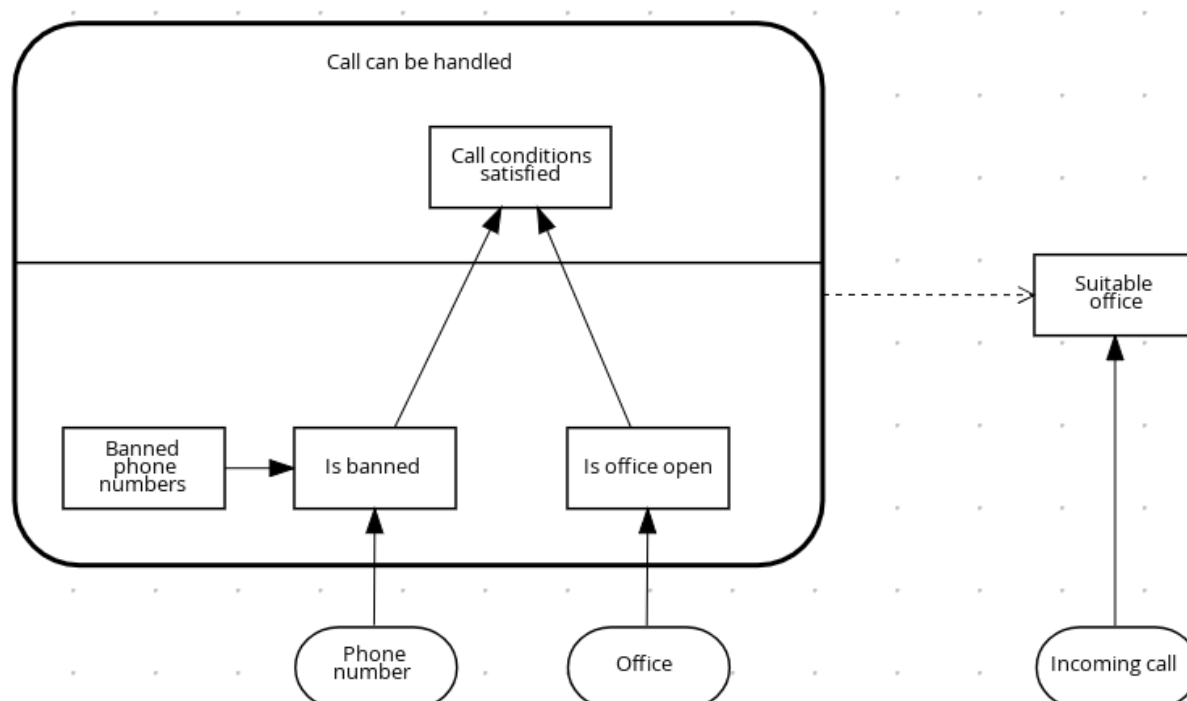 Call can be handled
Call conditions
satisfied
Suitable
office
Banned
phone
numbers
Is banned
Is office open
Phone
number
Office
Incoming call